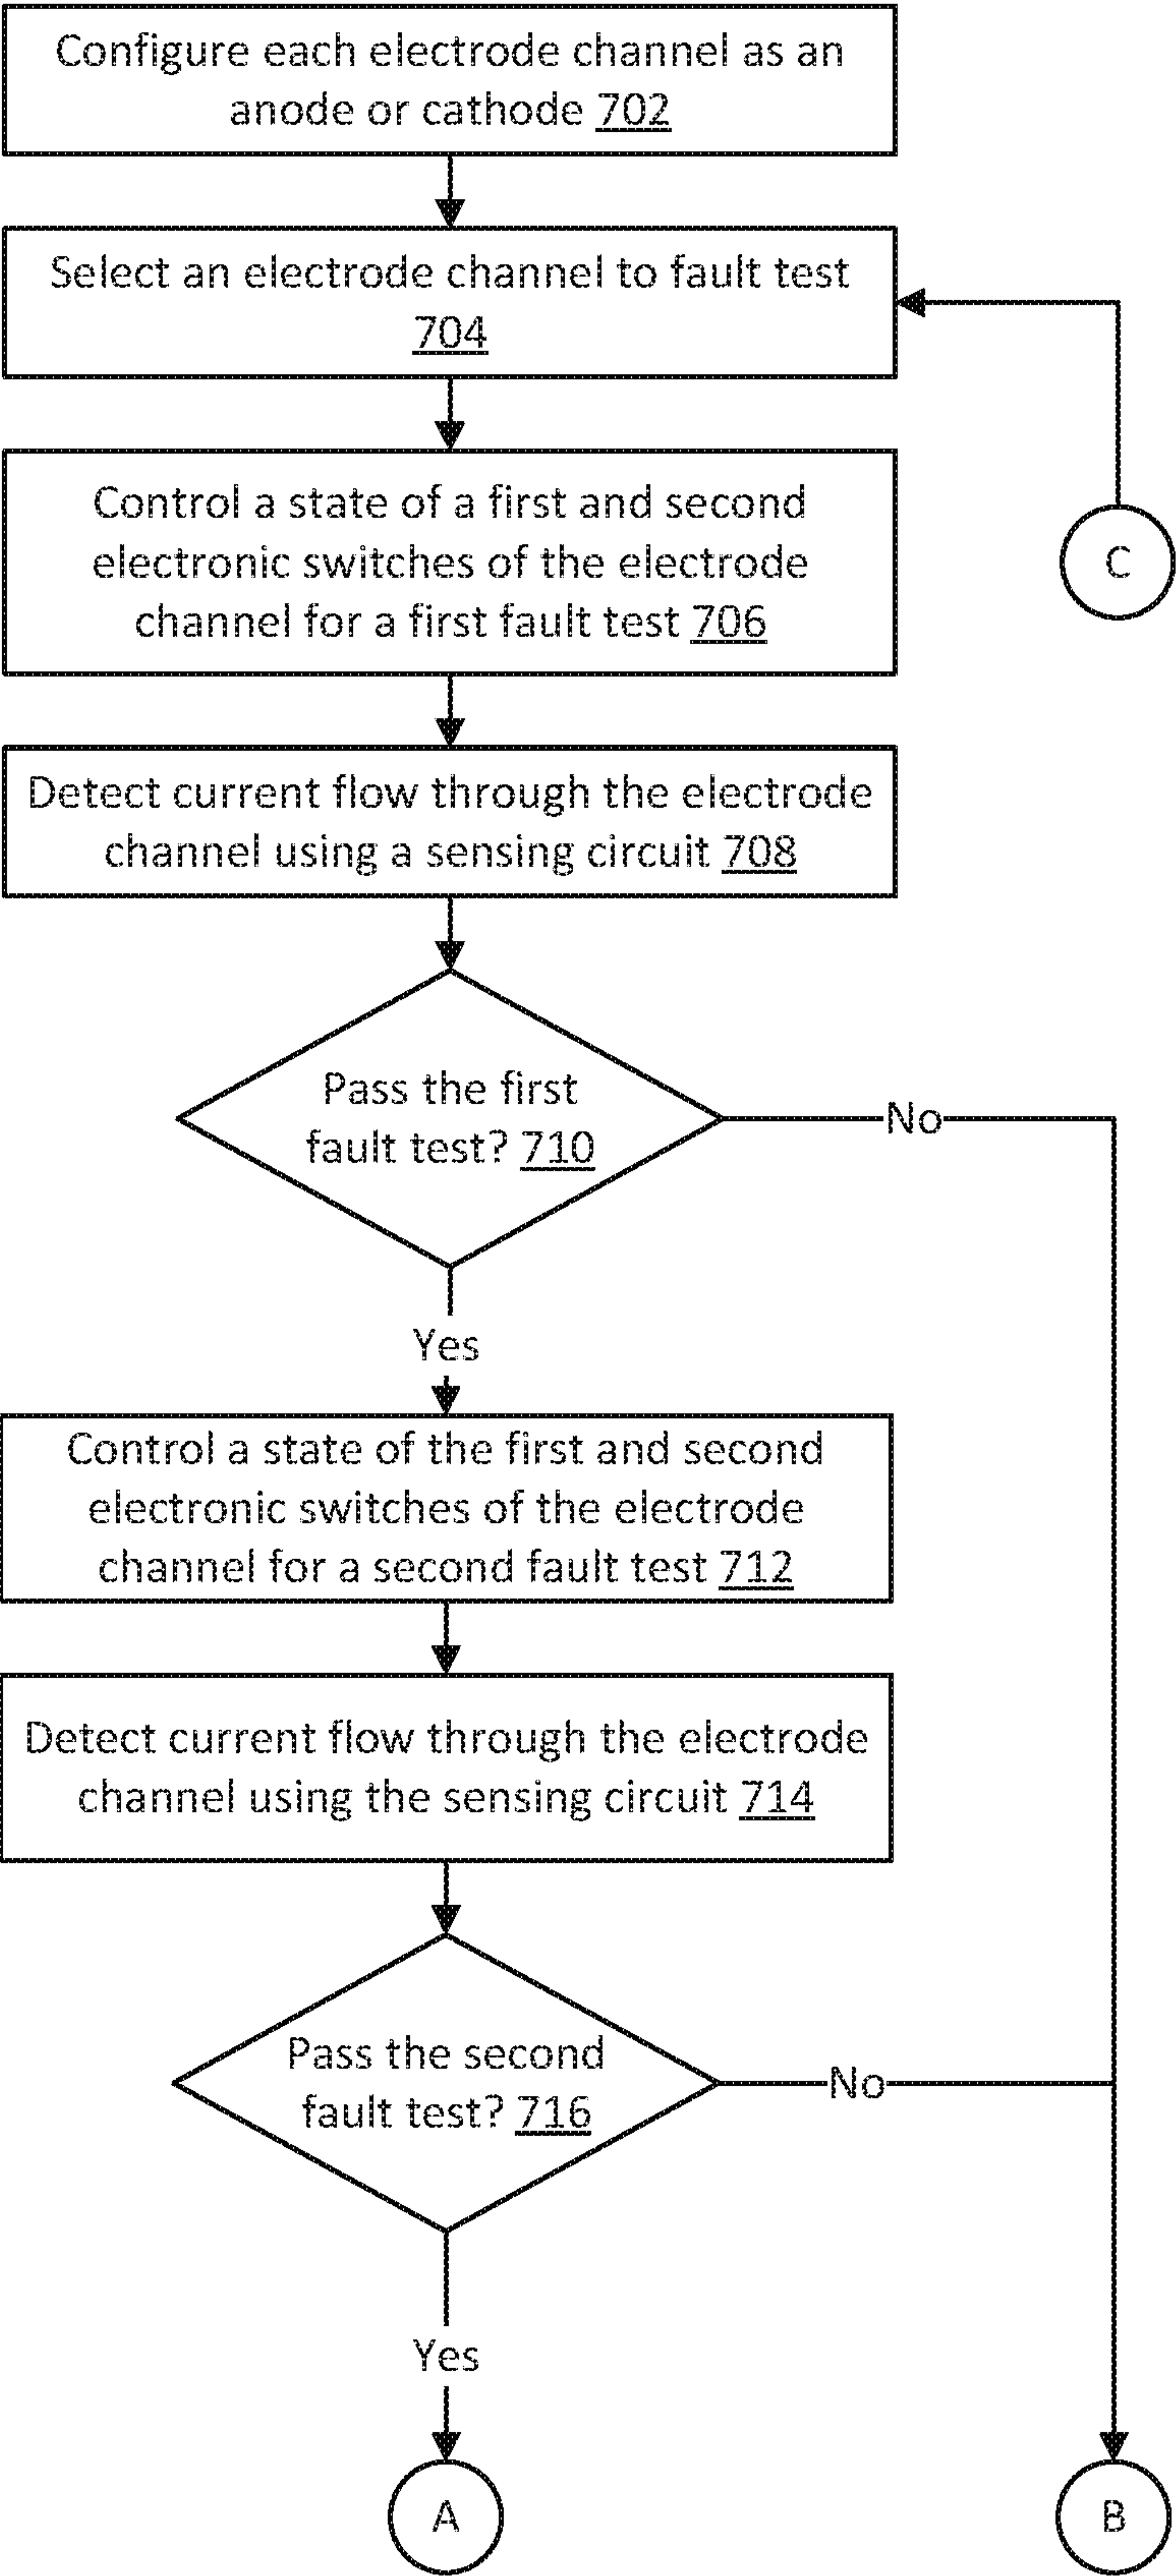 Configure each electrode channel as an
anode or cathode 702
Select an electrode channel to fault test
704
Control a state of a first and second
electronic switches of the electrode
channel for a first fault test 706
C
Detect current flow through the electrode
channel using a sensing circuit 708
Pass the first
fault test? 710
No
Yes
Control a state of the first and second
electronic switches of the electrode
channel for a second fault test 712
Detect current flow through the electrode
channel using the sensing circuit 714
Pass the second
fault test? 716
No
Yes
A
B